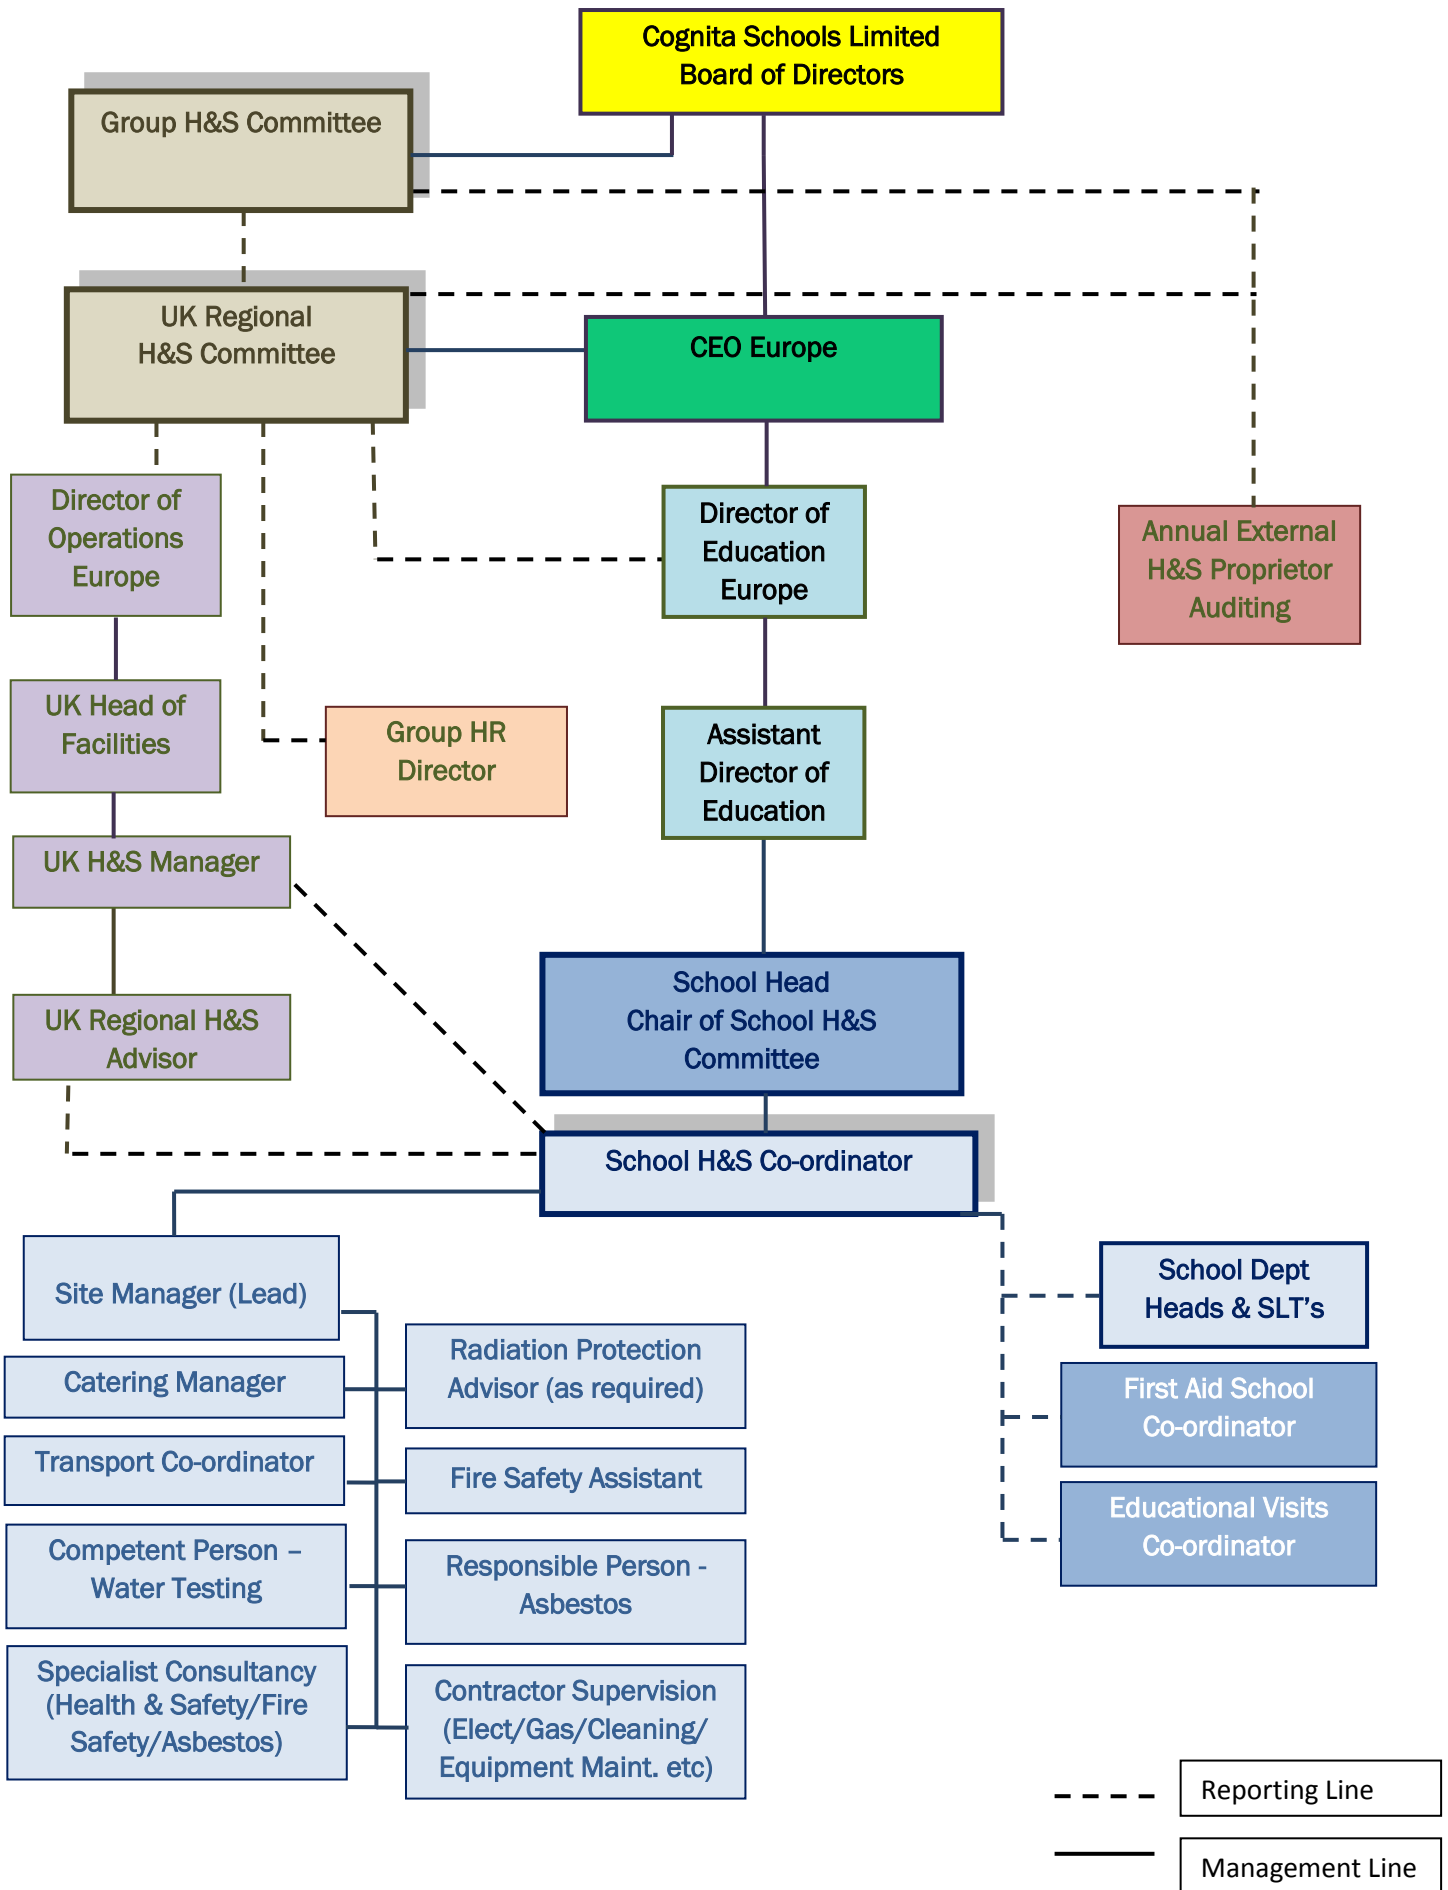 Cognita Schools Limited
Board of Directors
Group H&S Committee
UK Regional
H&S Committee
CEO Europe
Director of
Operations
Europe
Director of
Education
Europe
Annual External
H&S Proprietor
Auditing
UK Head of
Facilities
Group HR
Director
Assistant
Director of
Education
UK H&S Manager
School Head
Chair of School H&S
Committee
UK Regional H&S
Advisor
School H&S Co-ordinator
Site Manager (Lead)
School Dept
Heads & SLT’s
Radiation Protection
Advisor (as required)
Catering Manager
First Aid School
Co-ordinator
Transport Co-ordinator
Fire Safety Assistant
Educational Visits
Co-ordinator
Competent Person –
Water Testing
Responsible Person -
Asbestos
Specialist Consultancy
(Health & Safety/Fire
Safety/Asbestos)
Contractor Supervision
(Elect/Gas/Cleaning/
Equipment Maint. etc)
Reporting Line
Management Line